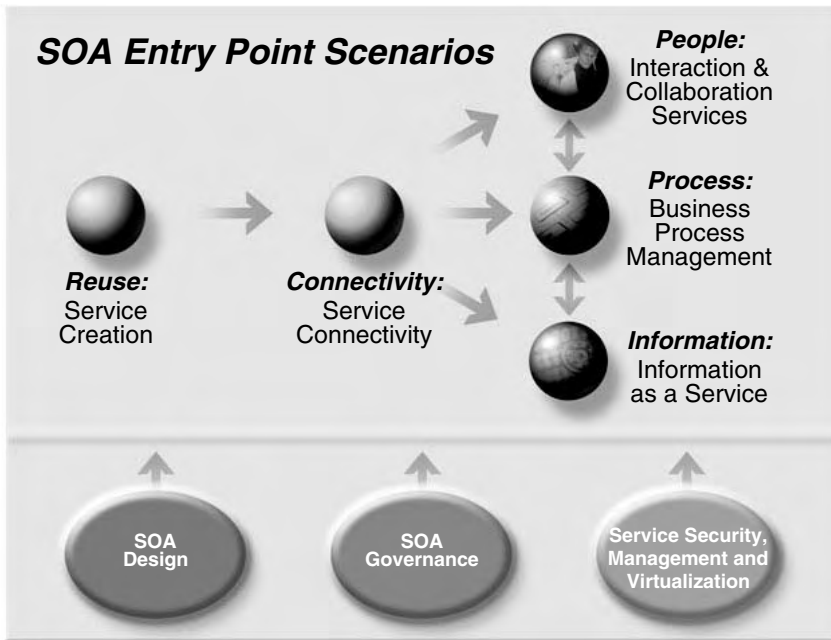 SOA Entry Point Scenarios
People:
Interaction &
Collaboration
Services
Reuse:
Service
Creation
Connectivity:
Service
Connectivity
Process:
Business
Process
Management
Information:
Information
as a Service
SOA
Design
SOA
Governance
Service Security,
Management and
Virtualization